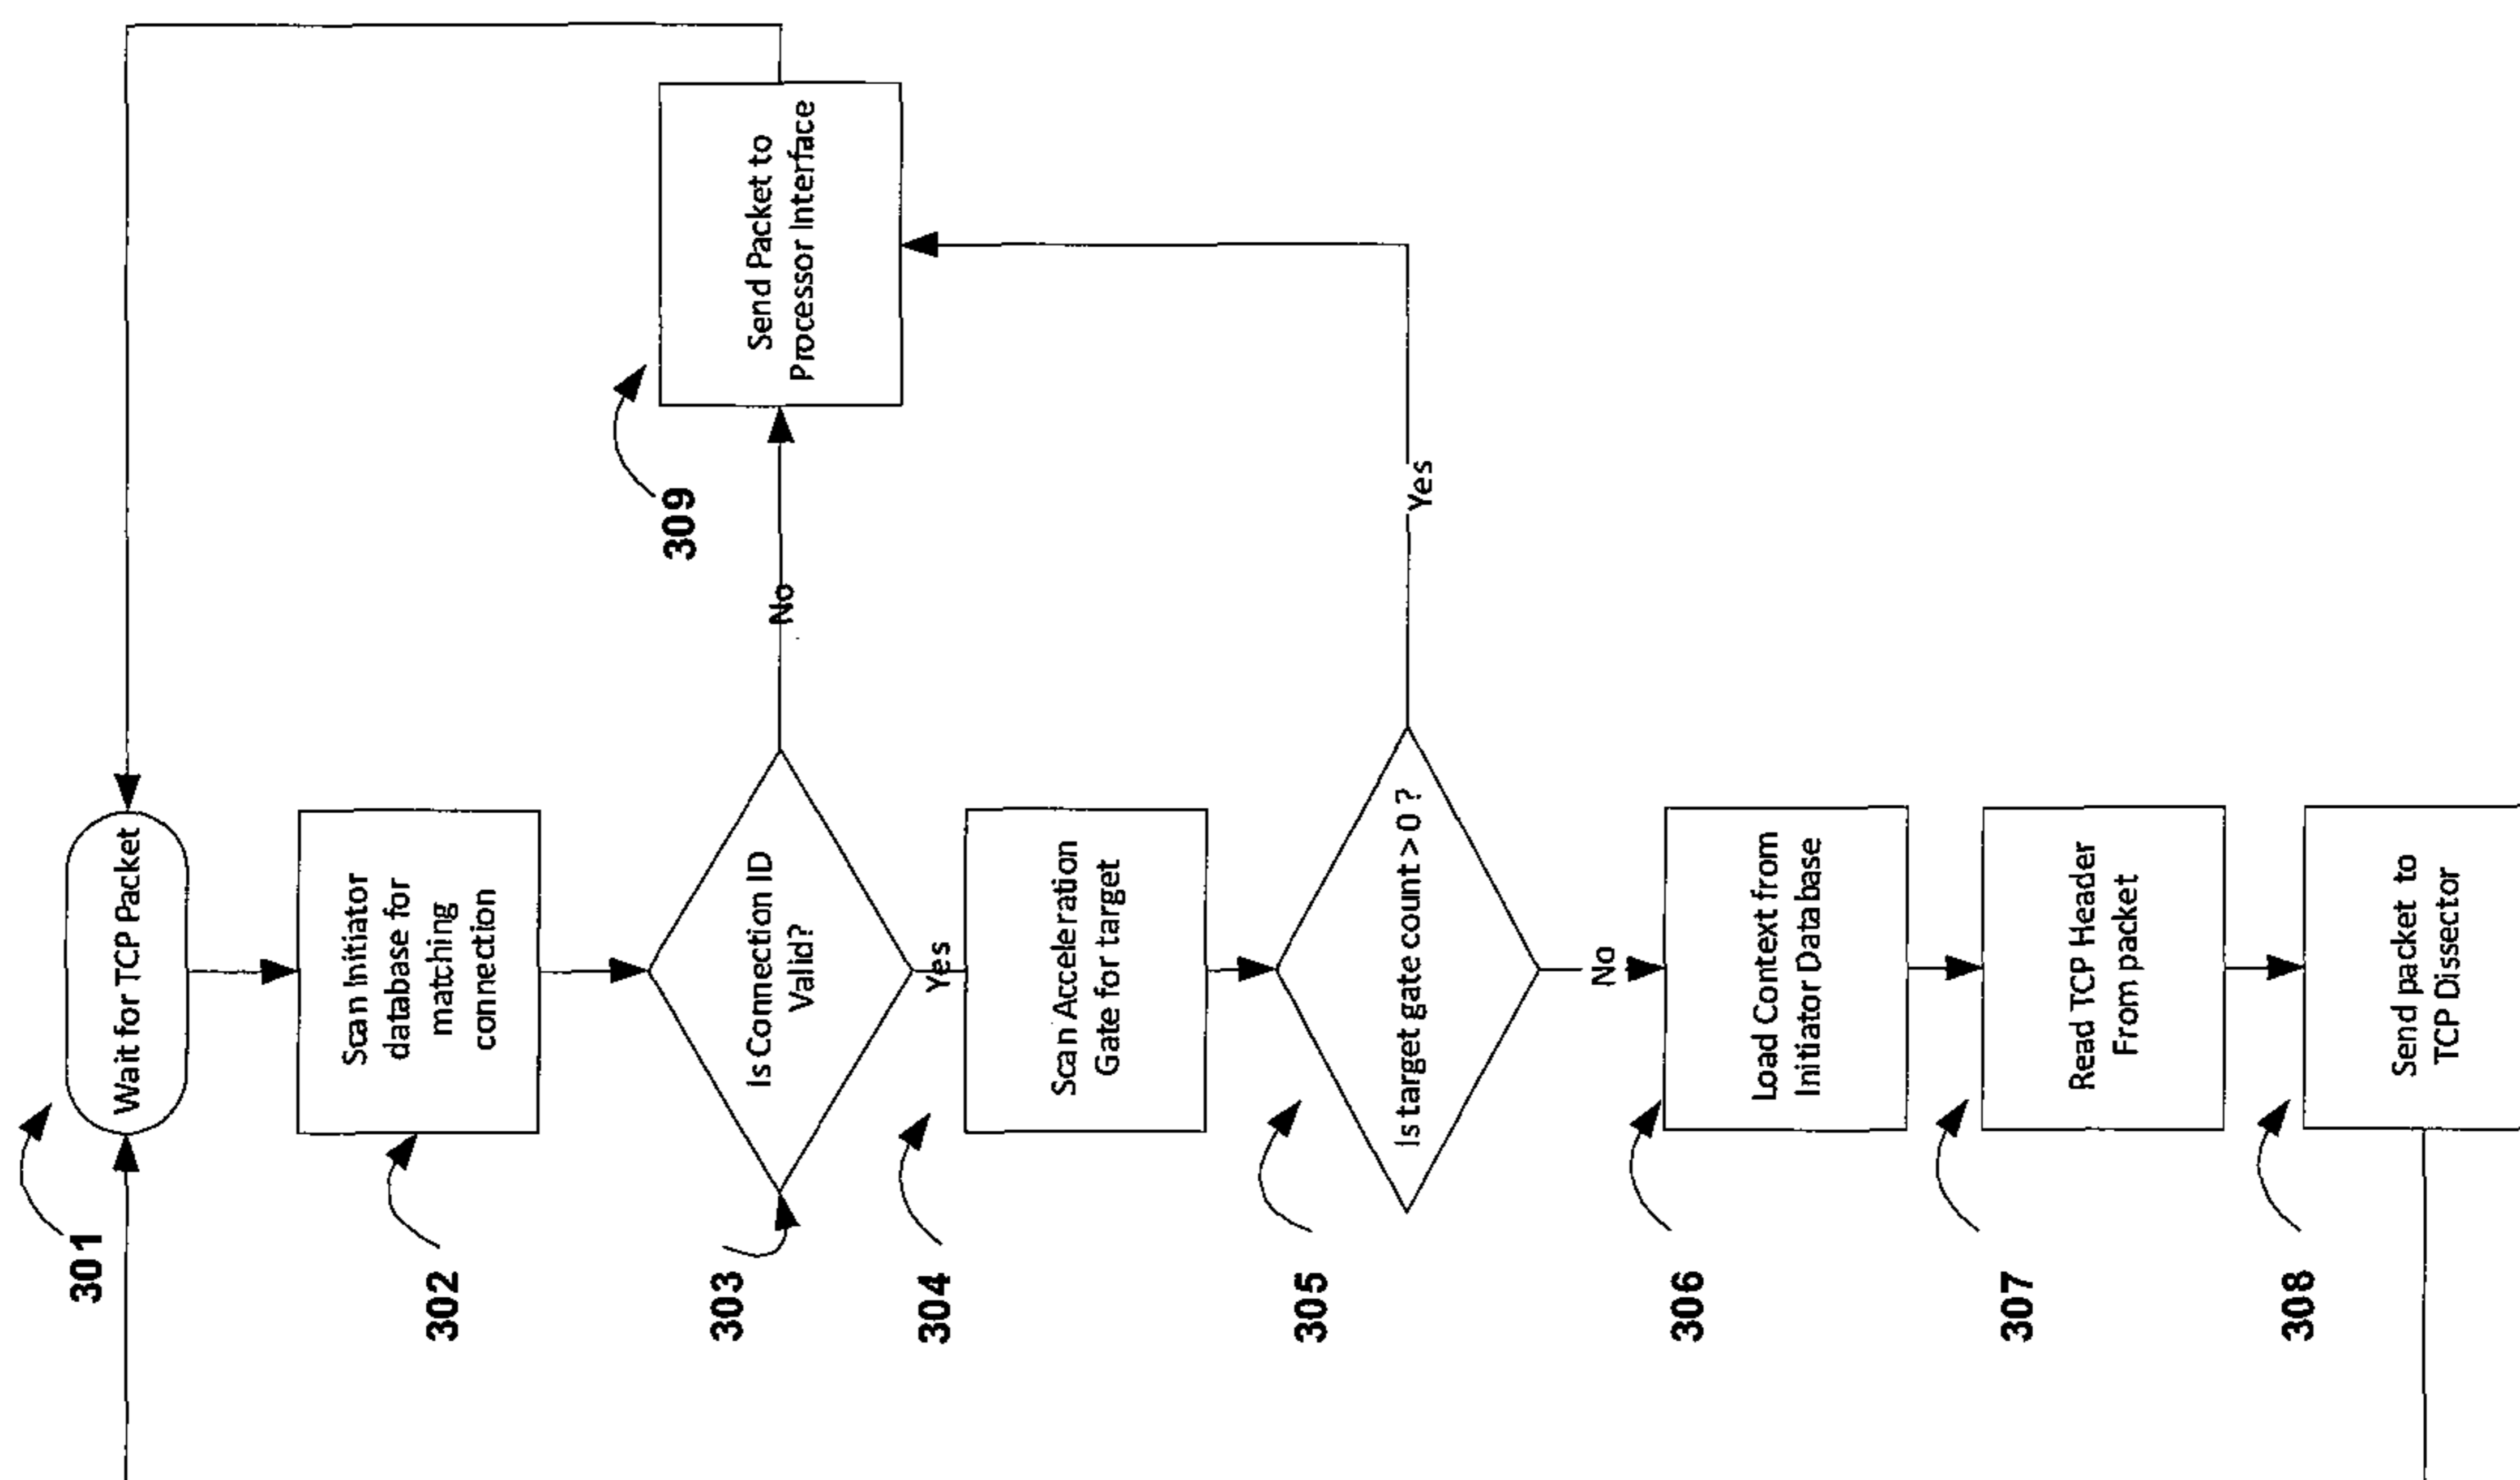 301
Wait for TCP Packet
302
Scan Initiator
database for
matching
connection
303
Is Connection ID
Valid?
No
309
Send Packet to
Processor Interface
Yes
304
Scan Acceleration
Gate for target
305
Is target gate count > 0 ?
Yes
No
306
Load Context from
Initiator Database
307
Read TCP Header
From packet
308
Send packet to
TCP Dissector